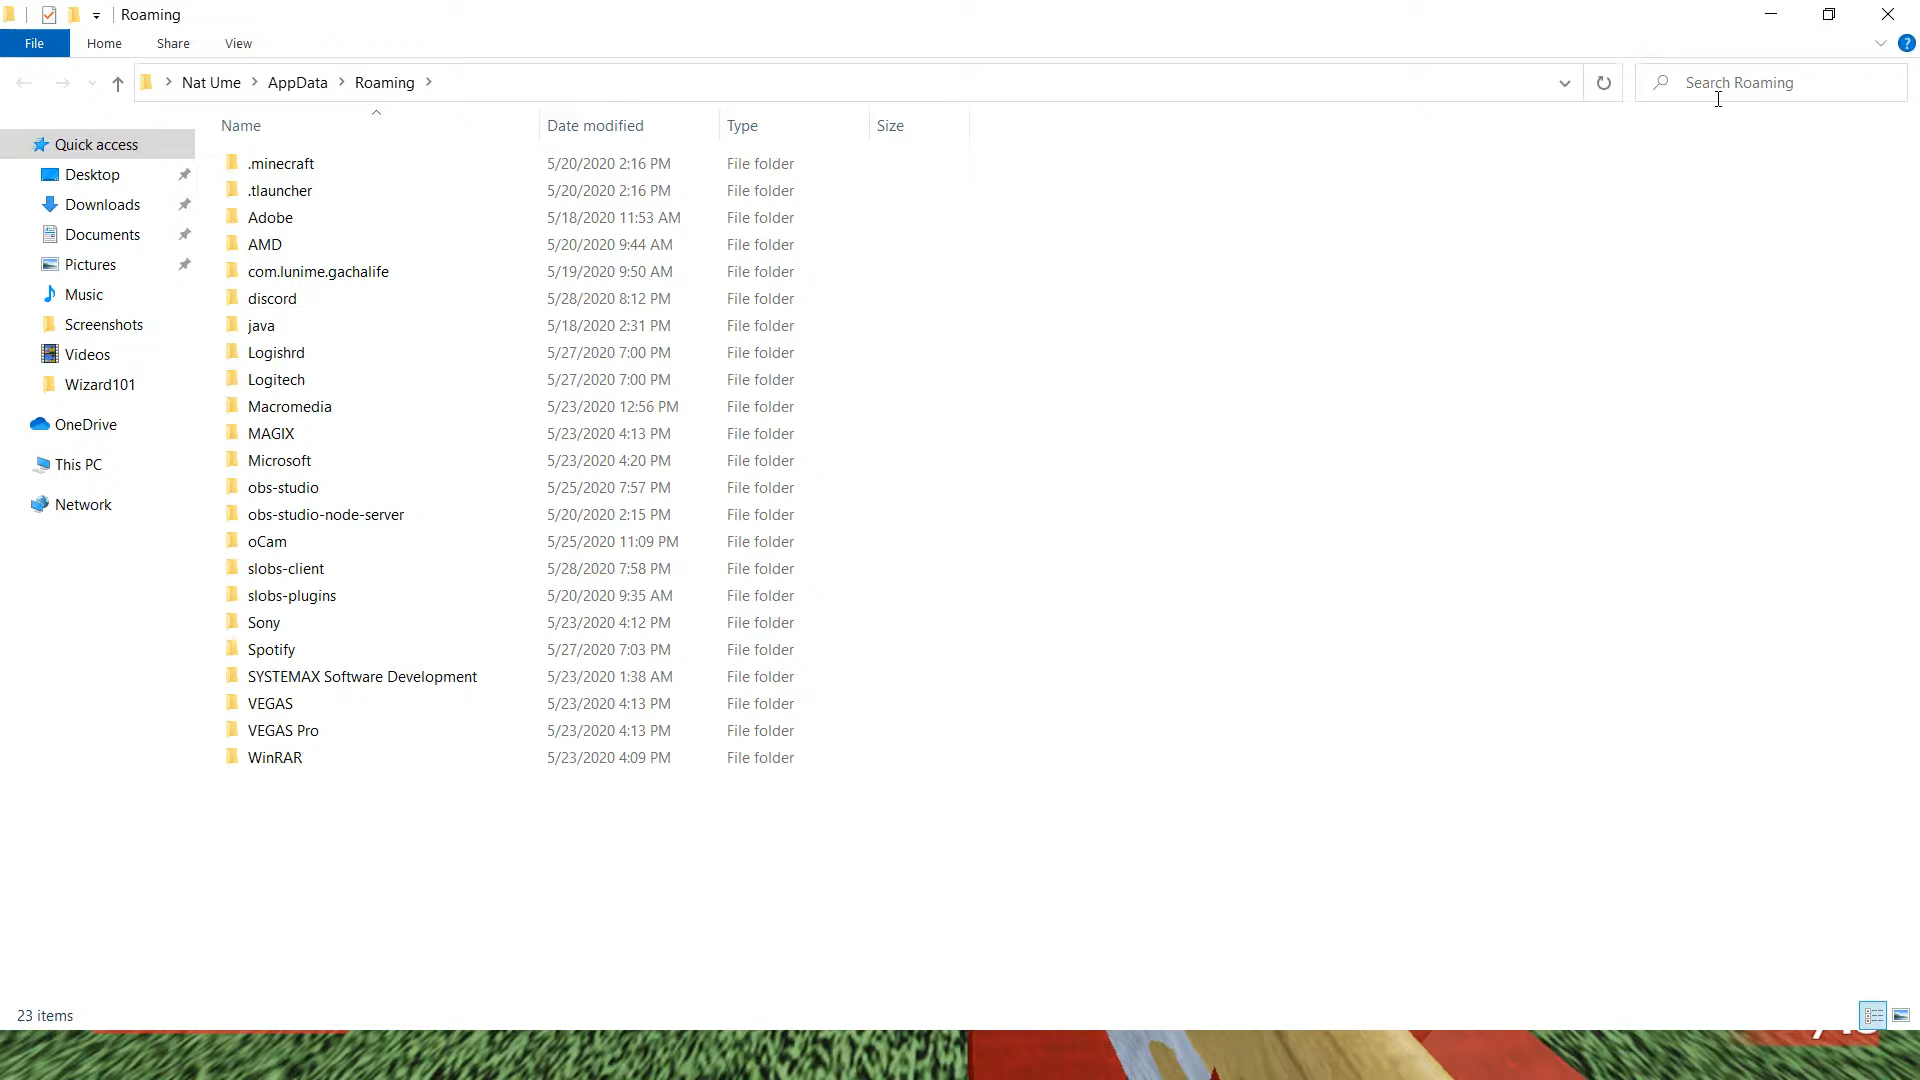 Roaming
File Home Share View
Nat Ume AppData Roaming
Search Roaming
Name Date modified Type Size
Quick access
Desktop
Downloads
Documents
Pictures
Music
Screenshots
Videos
Wizard101
OneDrive
This PC
Network
.minecraft 5/20/2020 2:16 PM File folder
.tlauncher 5/20/2020 2:16 PM File folder
Adobe 5/18/2020 11:53 AM File folder
AMD 5/20/2020 9:44 AM File folder
com.lunime.gachalife 5/19/2020 9:50 AM File folder
discord 5/28/2020 8:12 PM File folder
java 5/18/2020 2:31 PM File folder
Logishrd 5/27/2020 7:00 PM File folder
Logitech 5/27/2020 7:00 PM File folder
Macromedia 5/23/2020 12:56 PM File folder
MAGIX 5/23/2020 4:13 PM File folder
Microsoft 5/23/2020 4:20 PM File folder
obs-studio 5/25/2020 7:57 PM File folder
obs-studio-node-server 5/20/2020 2:15 PM File folder
oCam 5/25/2020 11:09 PM File folder
slobs-client 5/28/2020 7:58 PM File folder
slobs-plugins 5/20/2020 9:35 AM File folder
Sony 5/23/2020 4:12 PM File folder
Spotify 5/27/2020 7:03 PM File folder
SYSTEMAX Software Development 5/23/2020 1:38 AM File folder
VEGAS 5/23/2020 4:13 PM File folder
VEGAS Pro 5/23/2020 4:13 PM File folder
WinRAR 5/23/2020 4:09 PM File folder
23 items